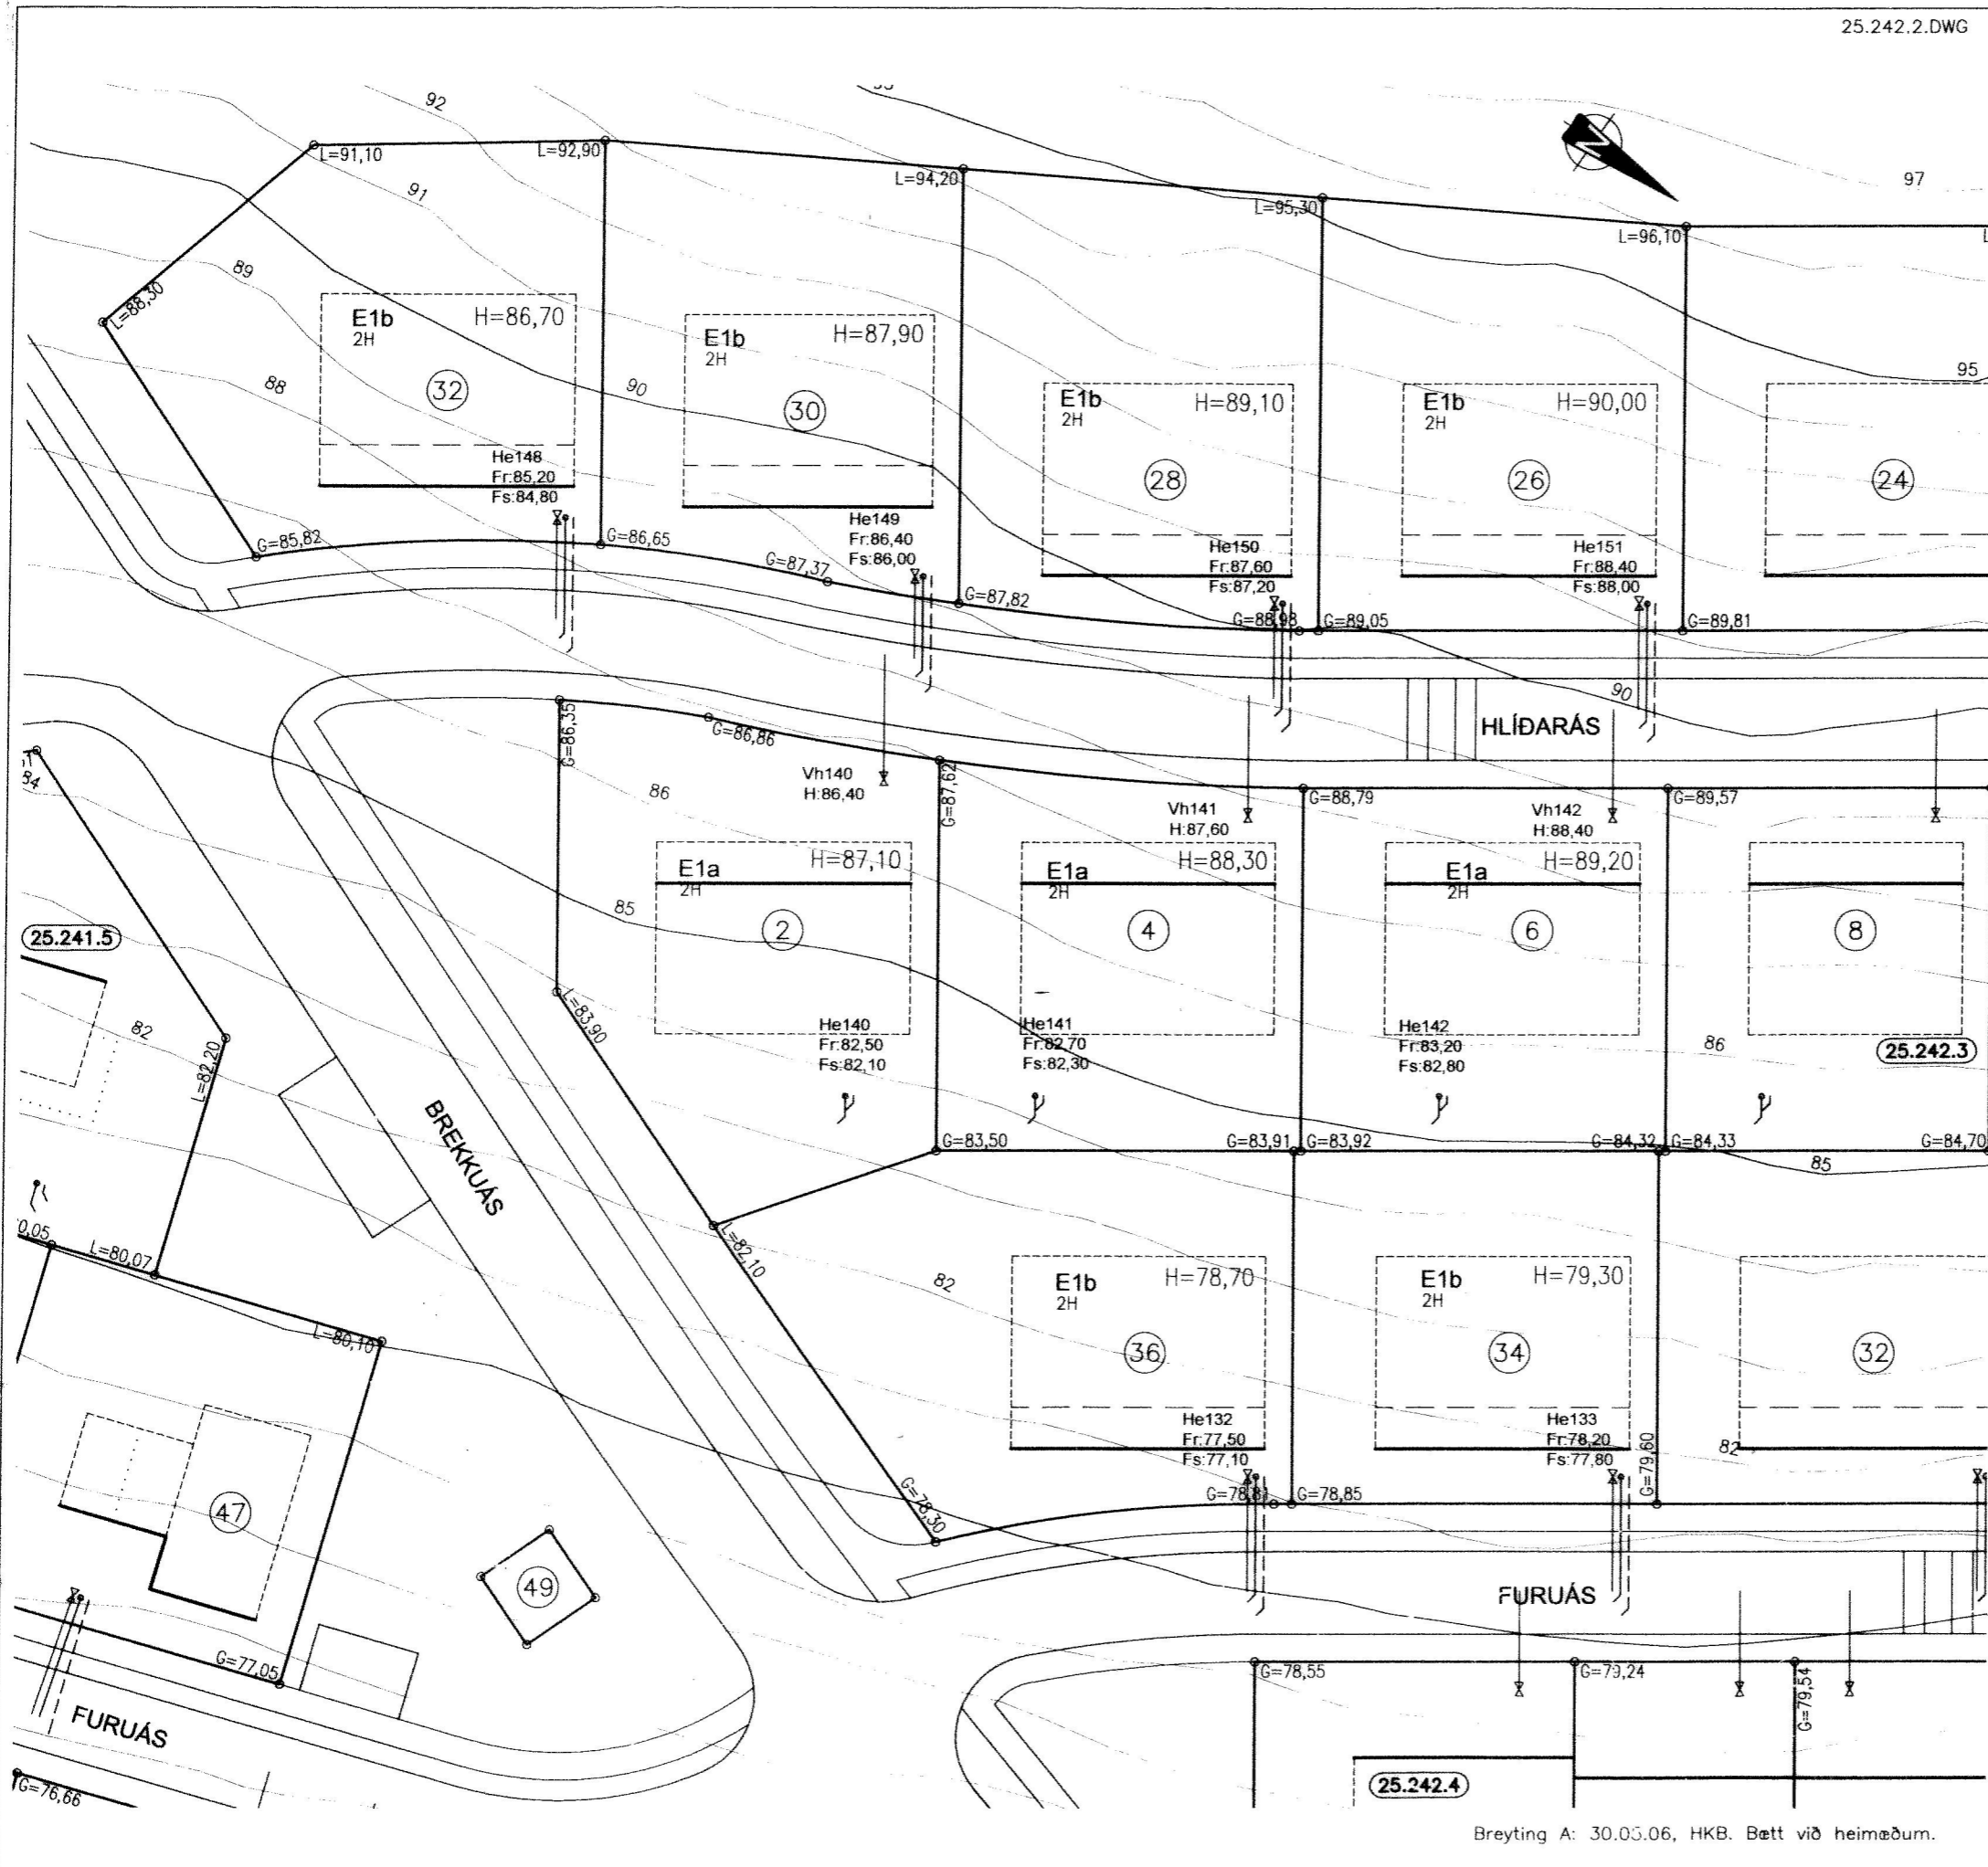 25.242.2.DWG
92
97
L=91,10
L=92,90
L=94,20
L=95,30
L=96,10
91
89
88
90
95
L=88,30
E1b
2H
H=86,70
32
He148
Fr:85,20
Fs:84,80
E1b
2H
H=87,90
30
He149
Fr:86,40
Fs:86,00
E1b
2H
H=89,10
28
He150
Fr:87,60
Fs:87,20
E1b
2H
H=90,00
26
He151
Fr:88,40
Fs:88,00
24
N
G=85,82
G=86,65
G=87,37
G=87,82
G=88,98
G=89,05
G=89,81
90
HLÍÐARÁS
G=86,35
G=86,86
G=87,62
G=88,79
G=89,57
86
Vh140
H:86,40
Vh141
H:87,60
Vh142
H:88,40
E1a
2H
H=87,10
2
E1a
2H
H=88,30
4
E1a
2H
H=89,20
6
8
85
25.241.5
82
L=82,20
L=83,90
He140
Fr:82,50
Fs:82,10
He141
Fr:82,70
Fs:82,30
He142
Fr:83,20
Fs:82,80
86
25.242.3
BREKKUÁS
G=83,50
G=83,91
G=83,92
G=84,32
G=84,33
G=84,70
85
0,05
L=80,07
L=80,10
L=82,10
82
E1b
2H
H=78,70
36
He132
Fr:77,50
Fs:77,10
E1b
2H
H=79,30
34
He133
Fr:78,20
Fs:77,80
32
82
G=79,60
G=78,30
G=78,81
G=78,85
47
49
FURUÁS
G=77,05
FURUÁS
G=76,66
G=78,55
G=79,24
G=79,54
25.242.4
Breyting A: 30.05.06, HKB. Bætt við heimæðum.